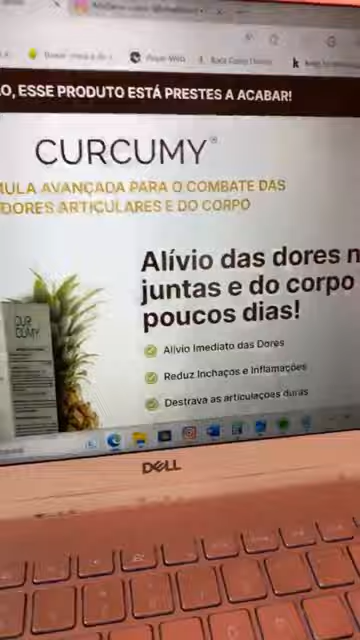 O, ESSE PRODUTO ESTÁ PRESTES A ACABAR!
CURCUMY®
MULA AVANÇADA PARA O COMBATE DAS
DORES ARTICULARES E DO CORPO
Alívio das dores n
juntas e do corpo
poucos dias!
Alívio Imediato das Dores
Reduz Inchaços e Inflamações
Destrava as articulações duras
CUR
CUMY
DELL